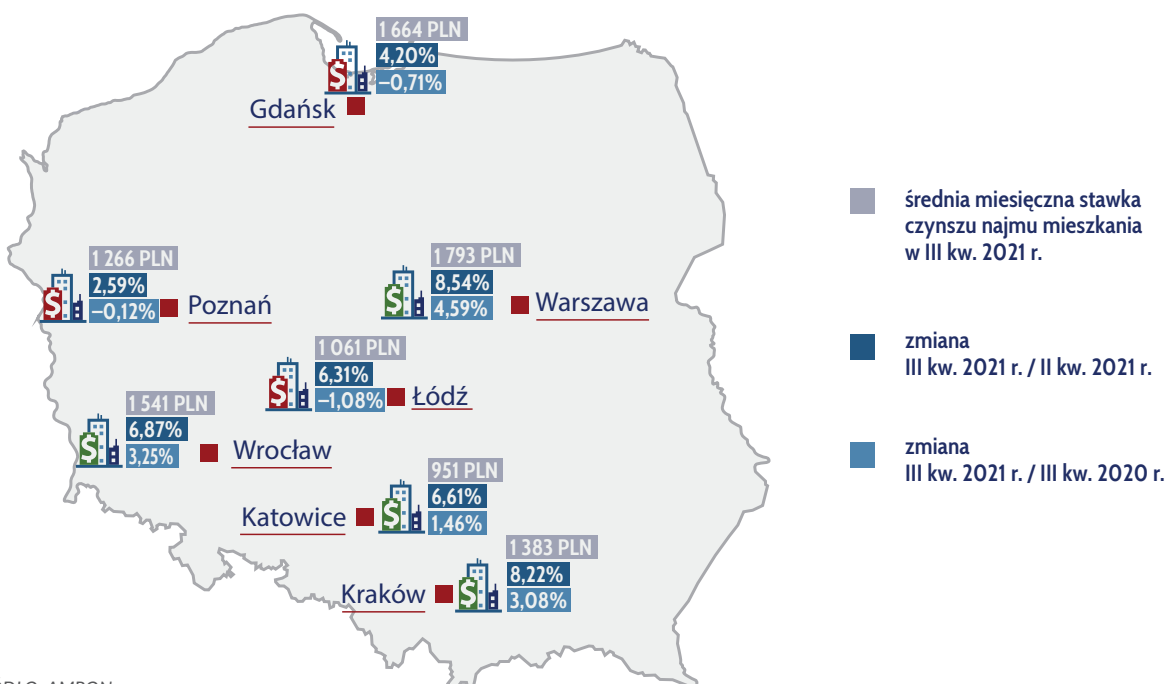 1 664 PLN
4,20%
–0,71%
Gdańsk
1 266 PLN
2,59%
–0,12%
Poznań
1 793 PLN
8,54%
4,59%
Warszawa
1 061 PLN
6,31%
–1,08%
Łódź
1 541 PLN
6,87%
3,25%
Wrocław
951 PLN
6,61%
1,46%
Katowice
1 383 PLN
8,22%
3,08%
Kraków
średnia miesięczna stawka
czynszu najmu mieszkania
w III kw. 2021 r.
zmiana
III kw. 2021 r. / II kw. 2021 r.
zmiana
III kw. 2021 r. / III kw. 2020 r.